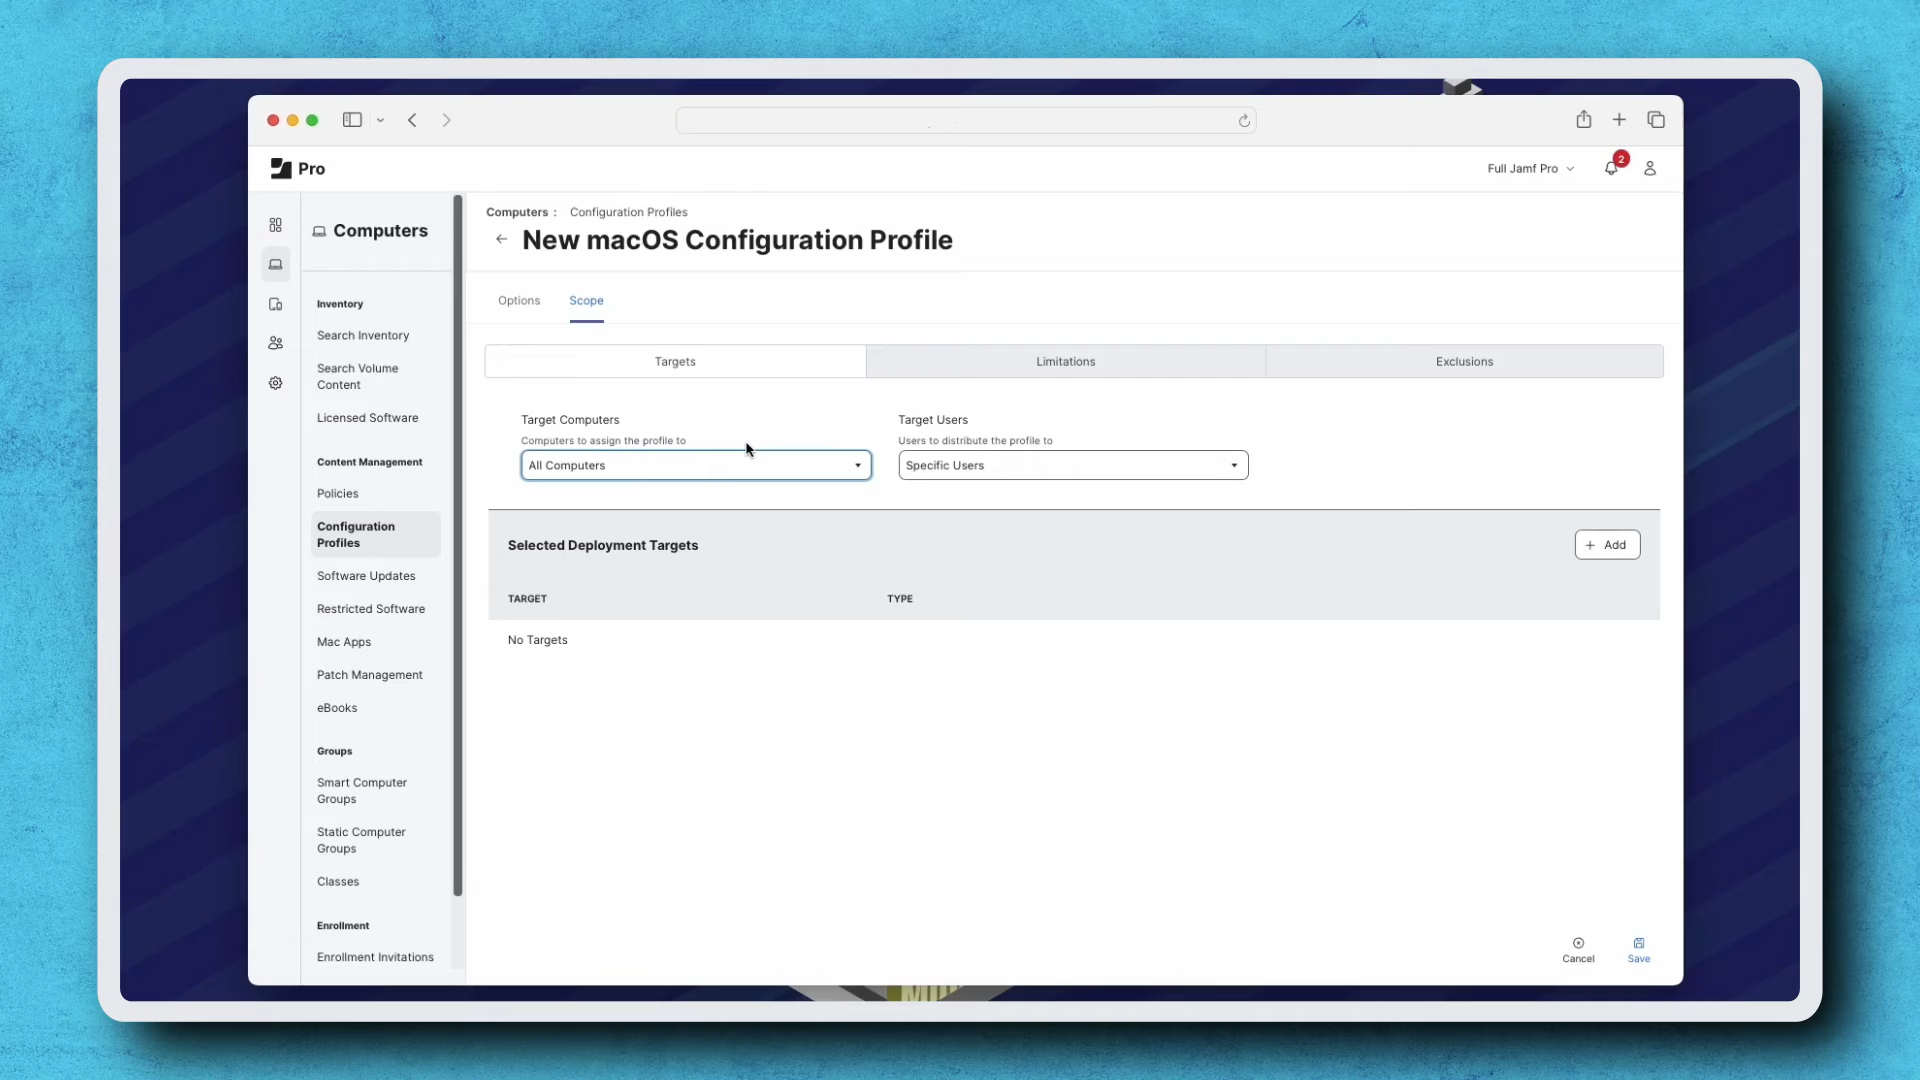 Pro
Full Jamf Pro
2
Computers
Inventory
Search Inventory
Search Volume
Content
Licensed Software
Content Management
Policies
Configuration
Profiles
Software Updates
Restricted Software
Mac Apps
Patch Management
eBooks
Groups
Smart Computer
Groups
Static Computer
Groups
Classes
Enrollment
Enrollment Invitations
Computers : Configuration Profiles
New macOS Configuration Profile
Options Scope
Targets Limitations Exclusions
Target Computers
Computers to assign the profile to
All Computers
Target Users
Users to distribute the profile to
Specific Users
Selected Deployment Targets
+ Add
TARGET TYPE
No Targets
Cancel Save